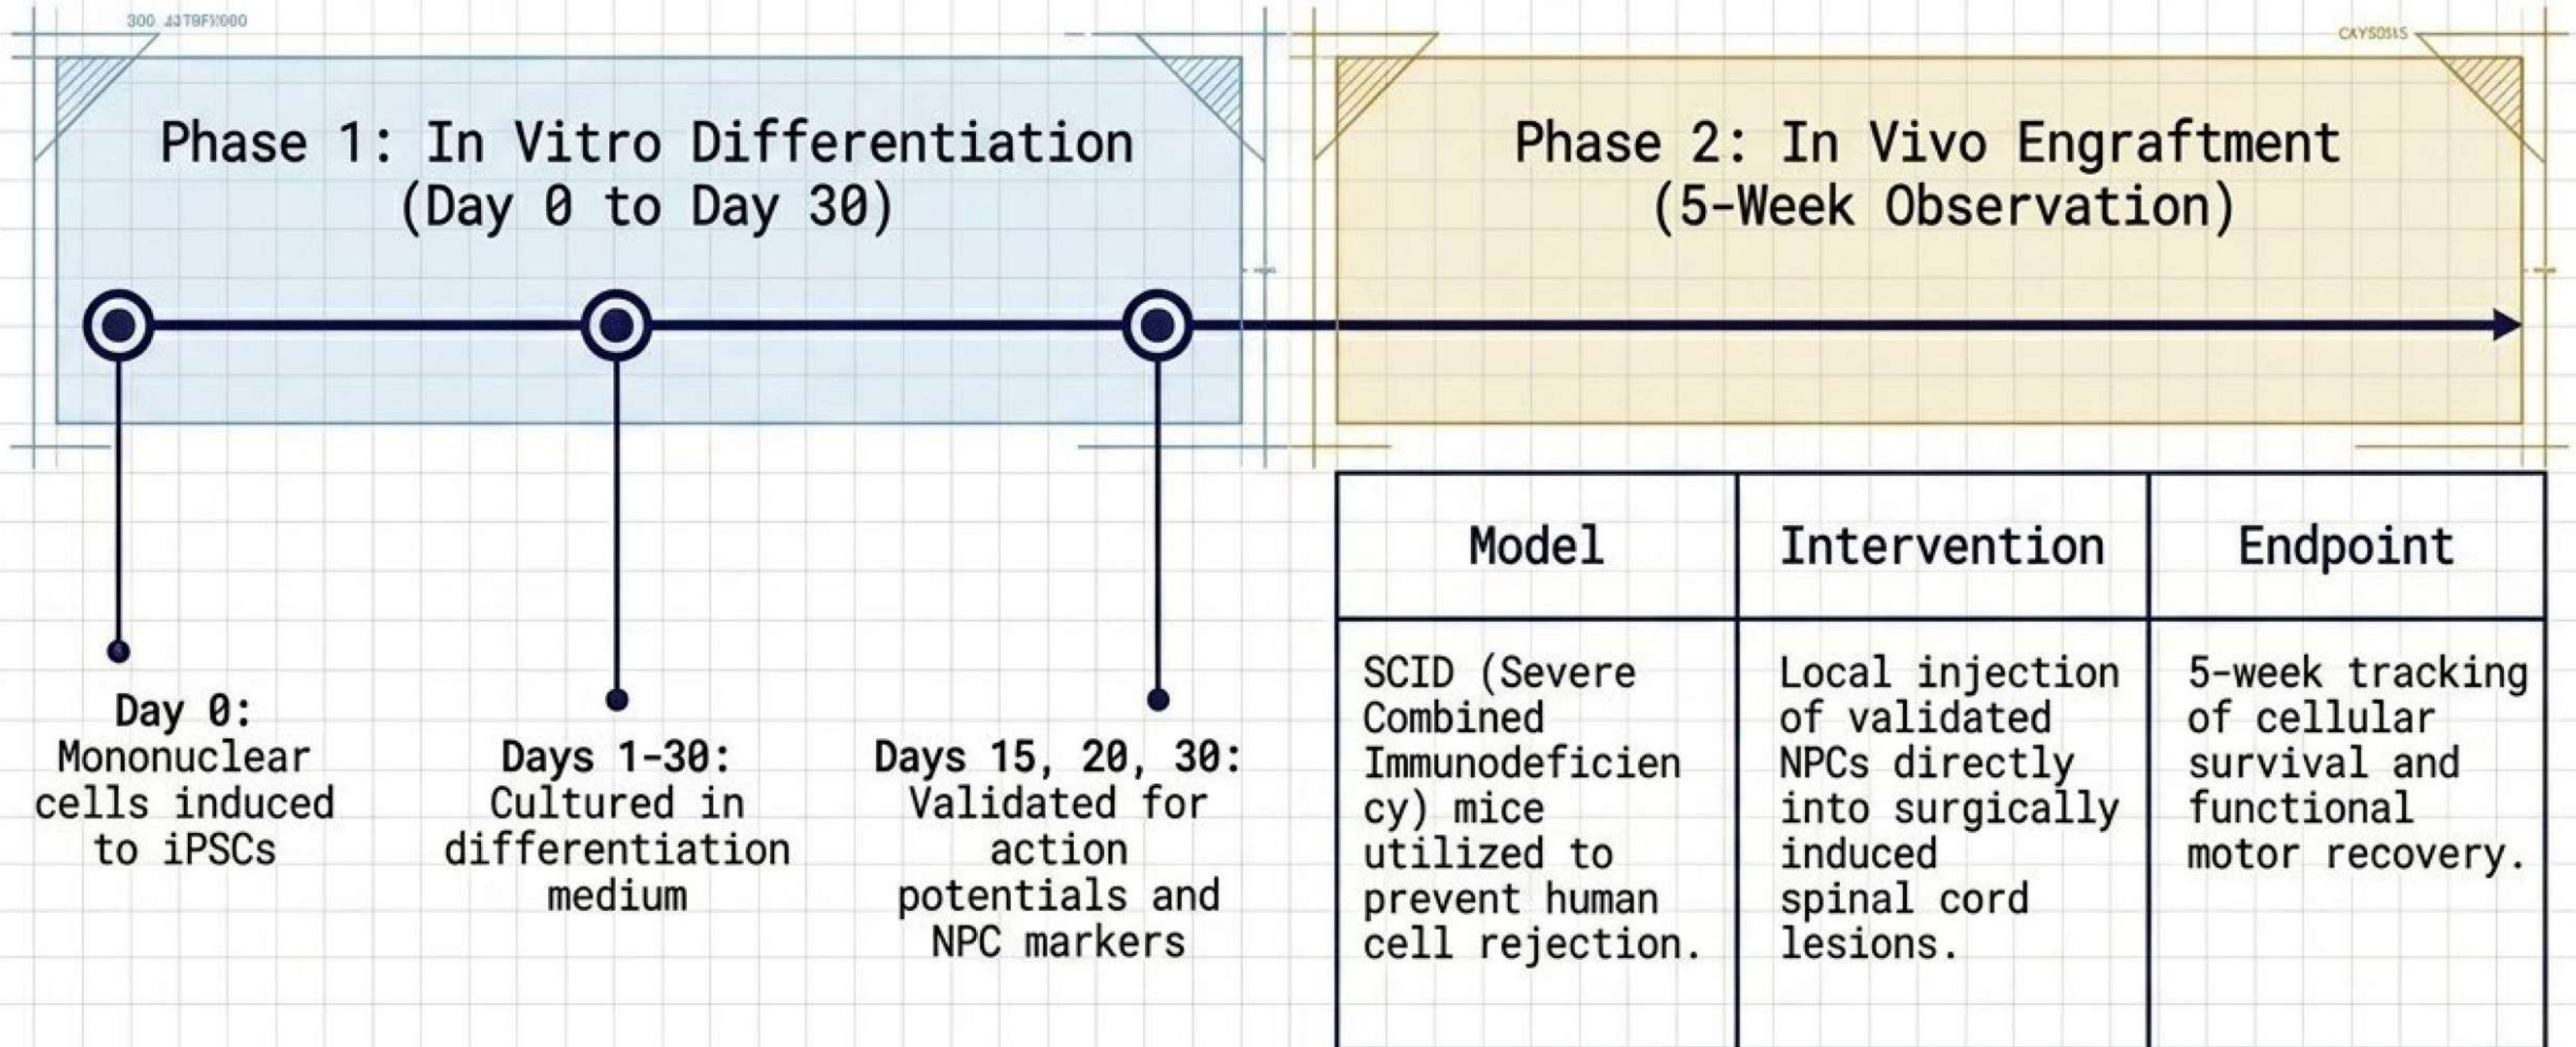 Phase 1: In Vitro Differentiation
(Day 0 to Day 30)
Phase 2: In Vivo Engraftment
(5-Week Observation)
Day 0:
Mononuclear
cells induced
to iPSCs
Days 1-30:
Cultured in
differentiation
medium
Days 15, 20, 30:
Validated for
action
potentials and
NPC markers
Model
Intervention
Endpoint
SCID (Severe
Combined
Immunodeficien
cy) mice
utilized to
prevent human
cell rejection.
Local injection
of validated
NPCs directly
into surgically
induced
spinal cord
lesions.
5-week tracking
of cellular
survival and
functional
motor recovery.